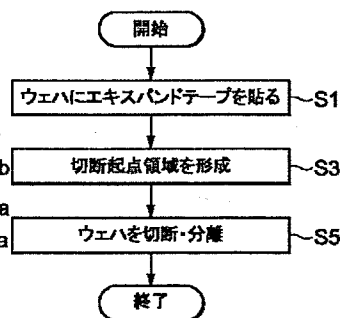 開始
ウェハにエキスパンドテープを貼る S1
b 切断起点領域を形成 S3
a
a ウェハを切断・分離 S5
終了